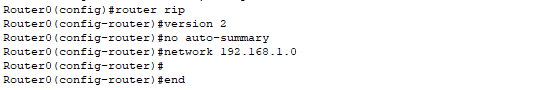 Router0(config)#router rip
Router0(config-router)#version 2
Router0(config-router)#no auto-summary
Router0(config-router)#network 192.168.1.0
Router0(config-router)#
Router0(config-router)#end